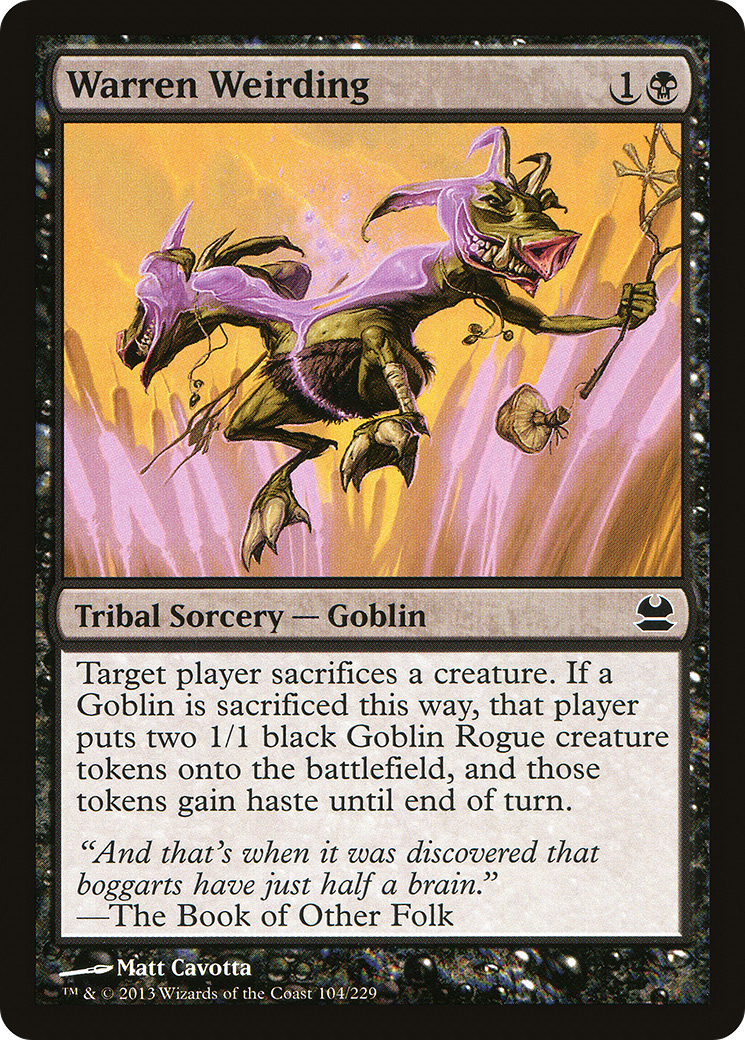 Warren Weirding 1
Tribal Sorcery — Goblin
Target player sacrifices a creature. If a
Goblin is sacrificed this way, that player
puts two 1/1 black Goblin Rogue creature
tokens onto the battlefield, and those
tokens gain haste until end of turn.
“And that’s when it was discovered that
boggarts have just half a brain.”
—The Book of Other Folk
Matt Cavotta
™ & © 2013 Wizards of the Coast 104/229